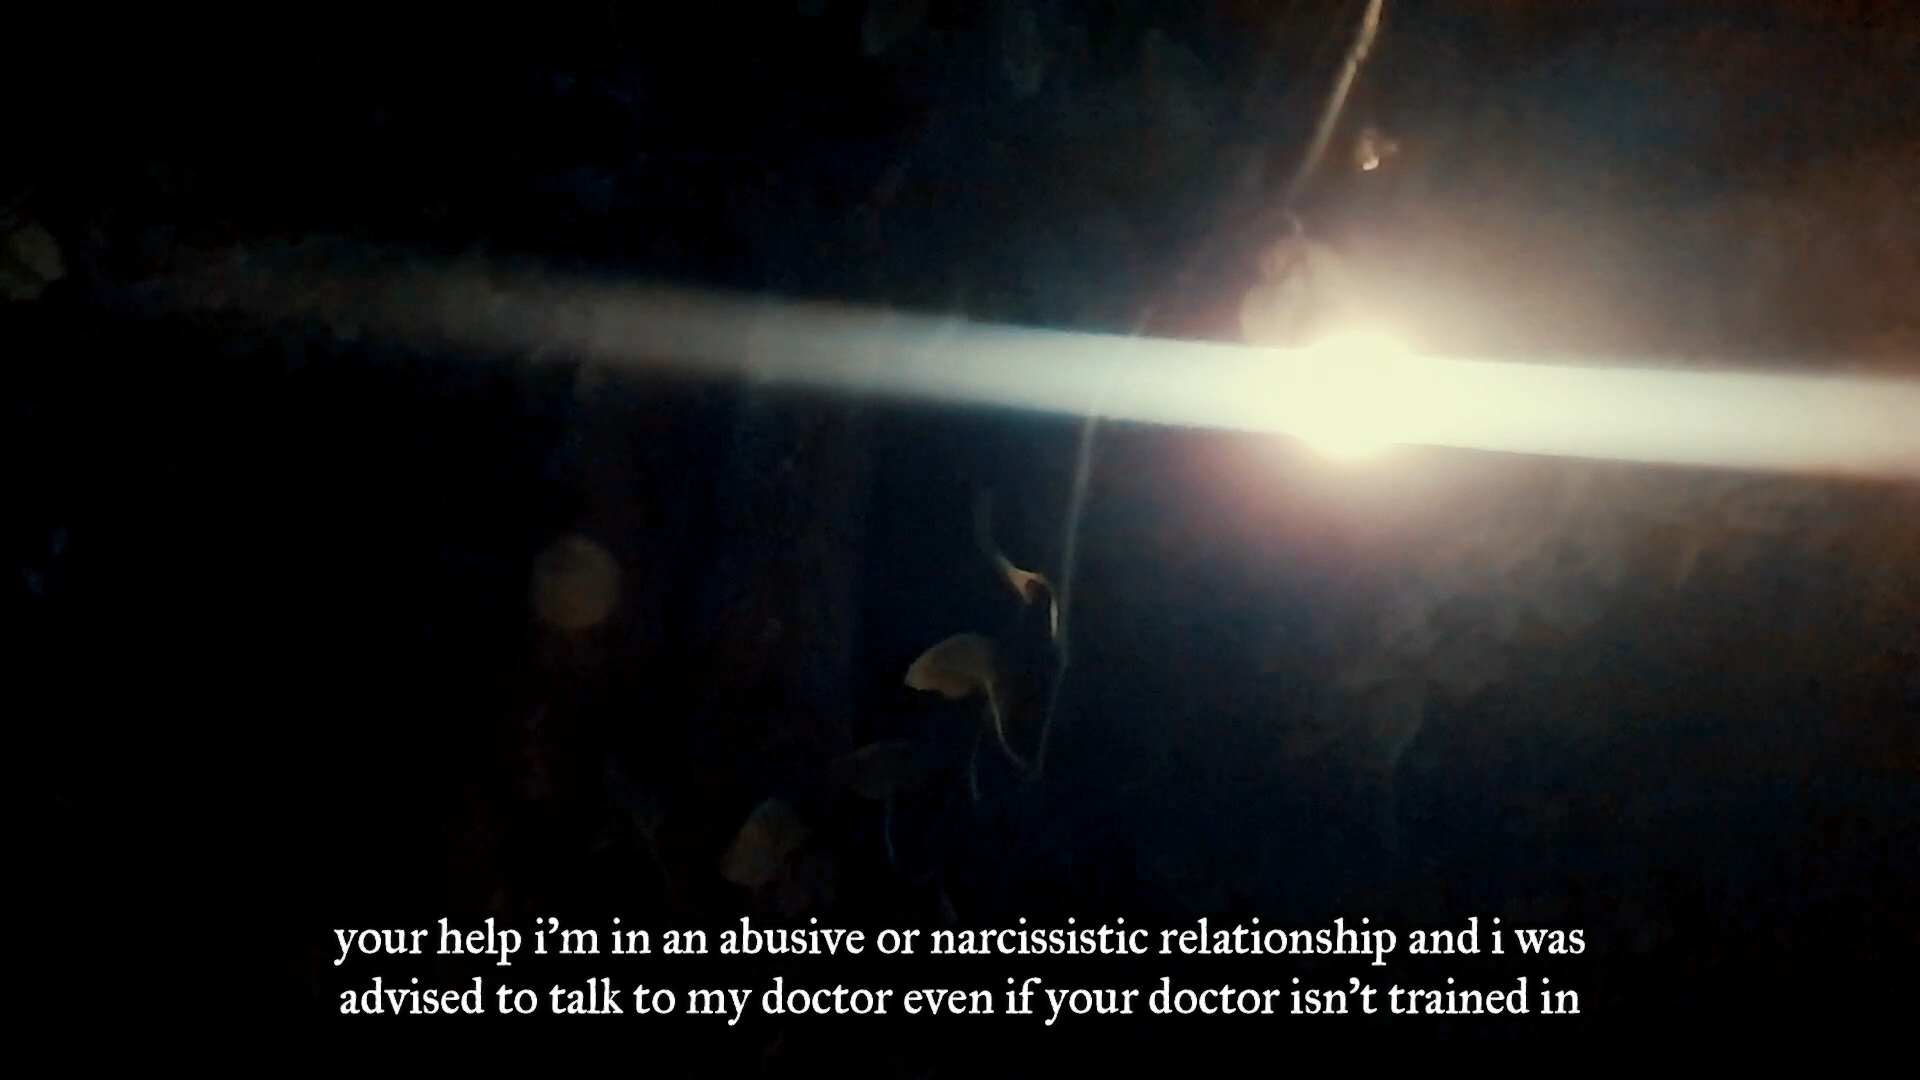 your help i'm in an abusive or narcissistic relationship and i was
advised to talk to my doctor even if your doctor isn't trained in